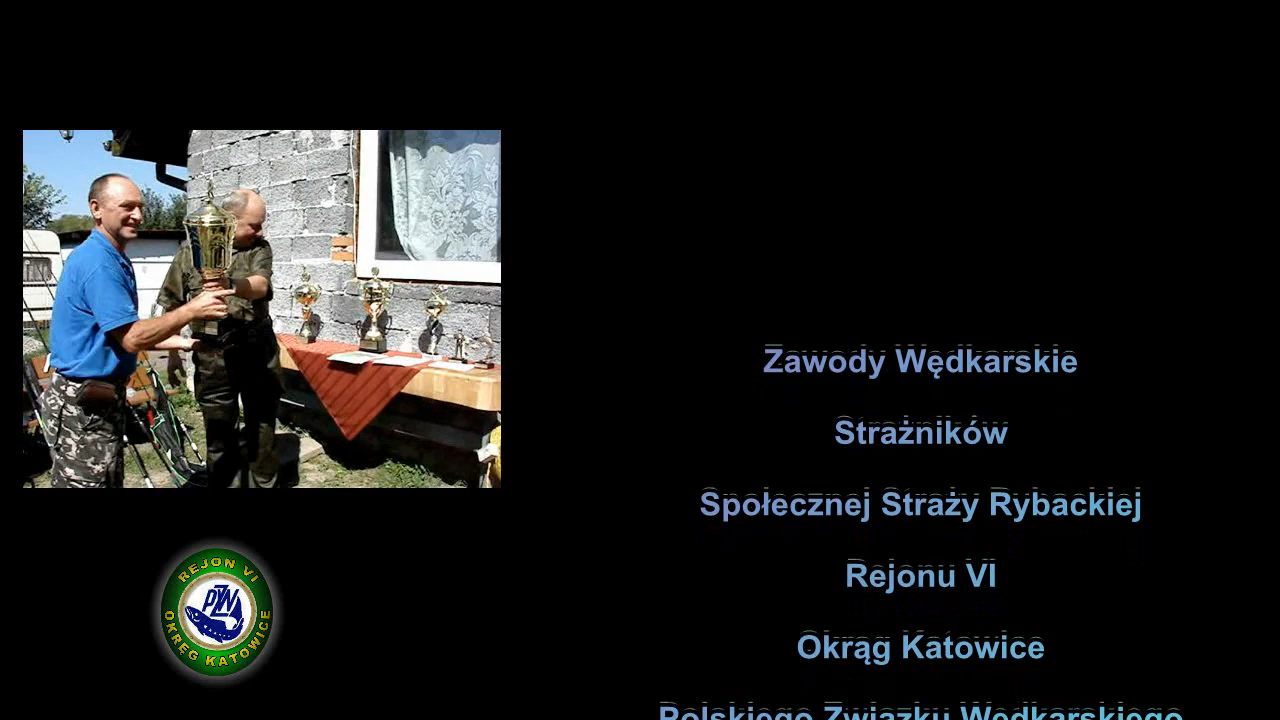 Zawody Wędkarskie
Strażników
Społecznej Straży Rybackiej
Rejonu VI
Okrąg Katowice
Polskiego Związku Wędkarskiego
REJON VI
PZW
OKRĘG KATOWICE